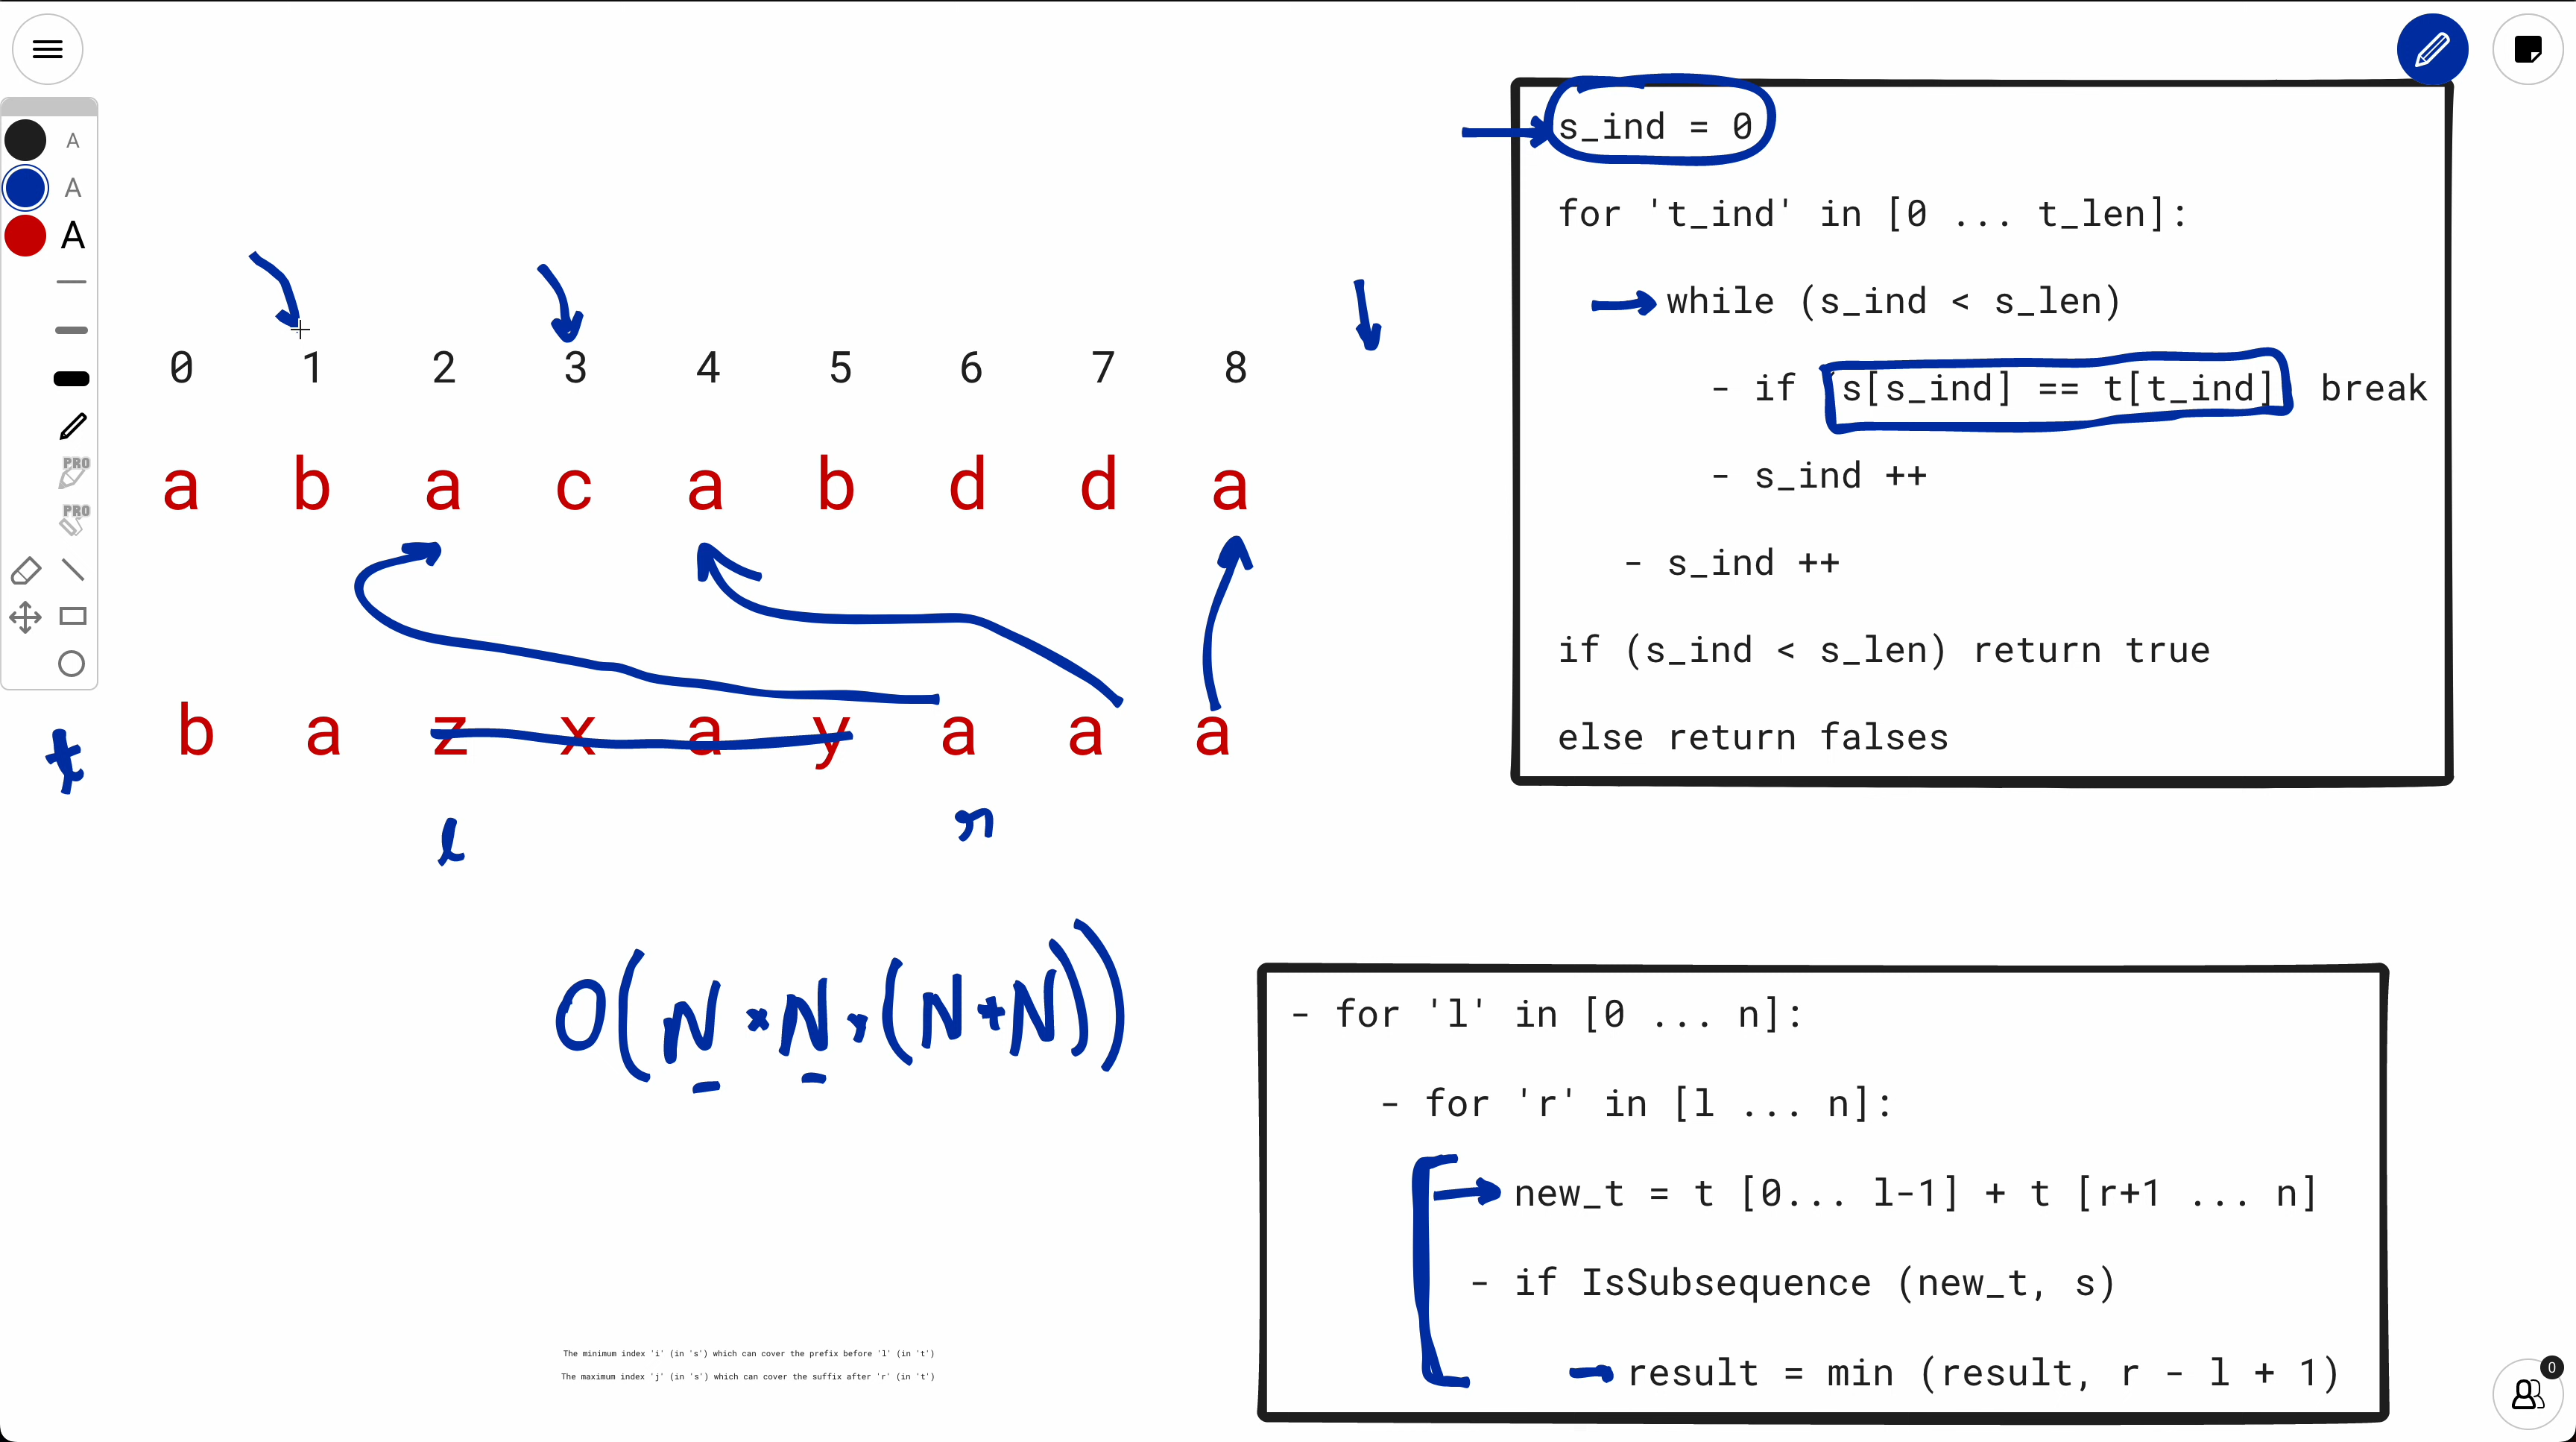 A
A
A
PRO
PRO
0 1 2 3 4 5 6 7 8
a b a c a b d d a
b a z x a y a a a
t
l r
O(N * N * (N + N))
The minimum index 'i' (in 's') which can cover the prefix before 'l' (in 't')
The maximum index 'j' (in 's') which can cover the suffix after 'r' (in 't')
s_ind = 0
for 't_ind' in [0 ... t_len]:
while (s_ind < s_len)
- if s[s_ind] == t[t_ind] break
- s_ind ++
- s_ind ++
if (s_ind < s_len) return true
else return falses
- for 'l' in [0 ... n]:
- for 'r' in [l ... n]:
new_t = t [0... l-1] + t [r+1 ... n]
- if IsSubsequence (new_t, s)
- result = min (result, r - l + 1)
0